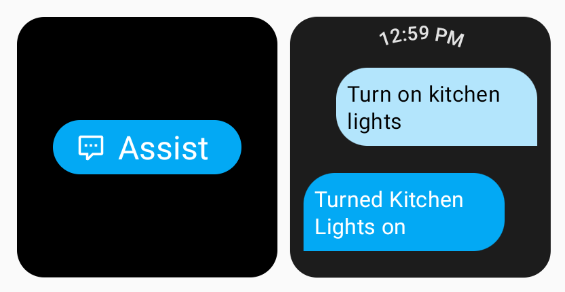 Assist
12:59 PM
Turn on kitchen
lights
Turned Kitchen
Lights on